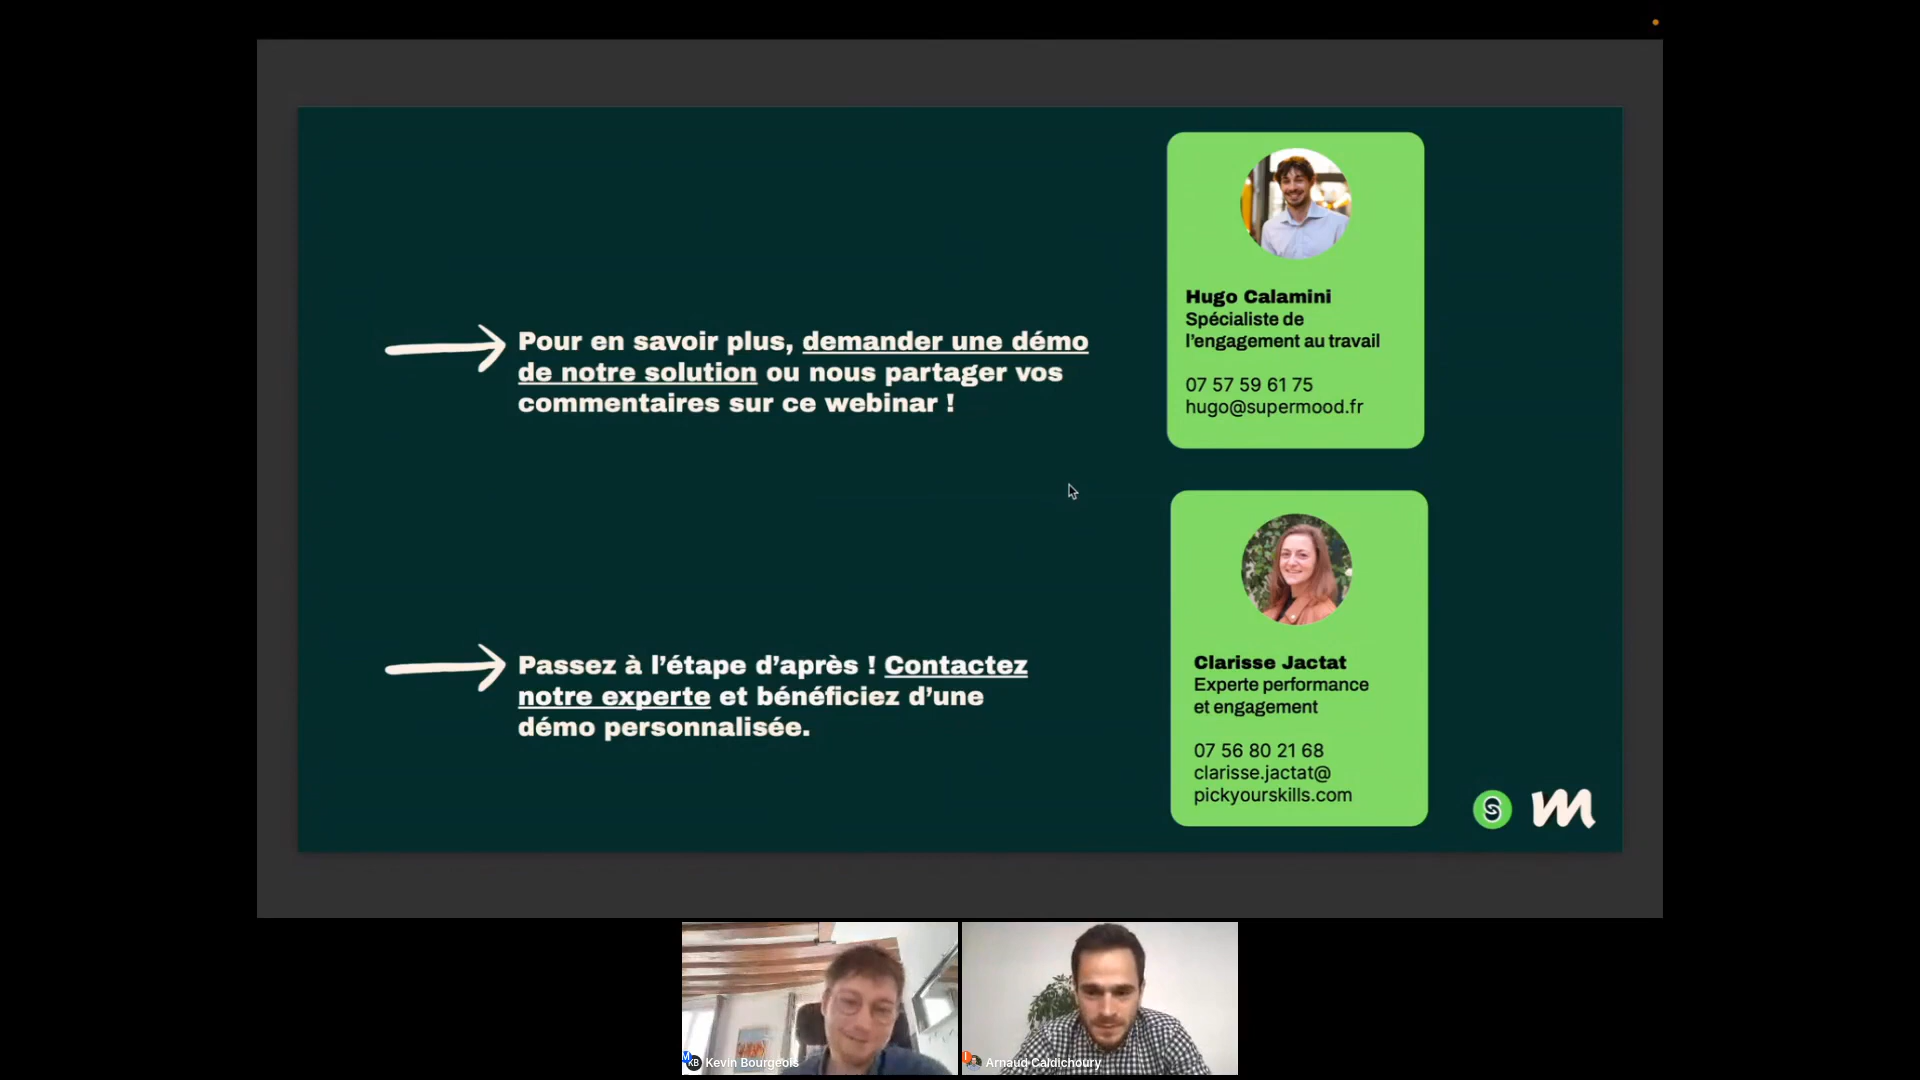 Pour en savoir plus, demander une démo
de notre solution ou nous partager vos
commentaires sur ce webinar !
Hugo Calamini
Spécialiste de
l’engagement au travail
07 57 59 61 75
hugo@supermood.fr
Passez à l’étape d’après ! Contactez
notre experte et bénéficiez d’une
démo personnalisée.
Clarisse Jactat
Experte performance
et engagement
07 56 80 21 68
clarisse.jactat@
pickyourskills.com
S m
M KB Kevin Bourgeois
Arnaud Caldichoury